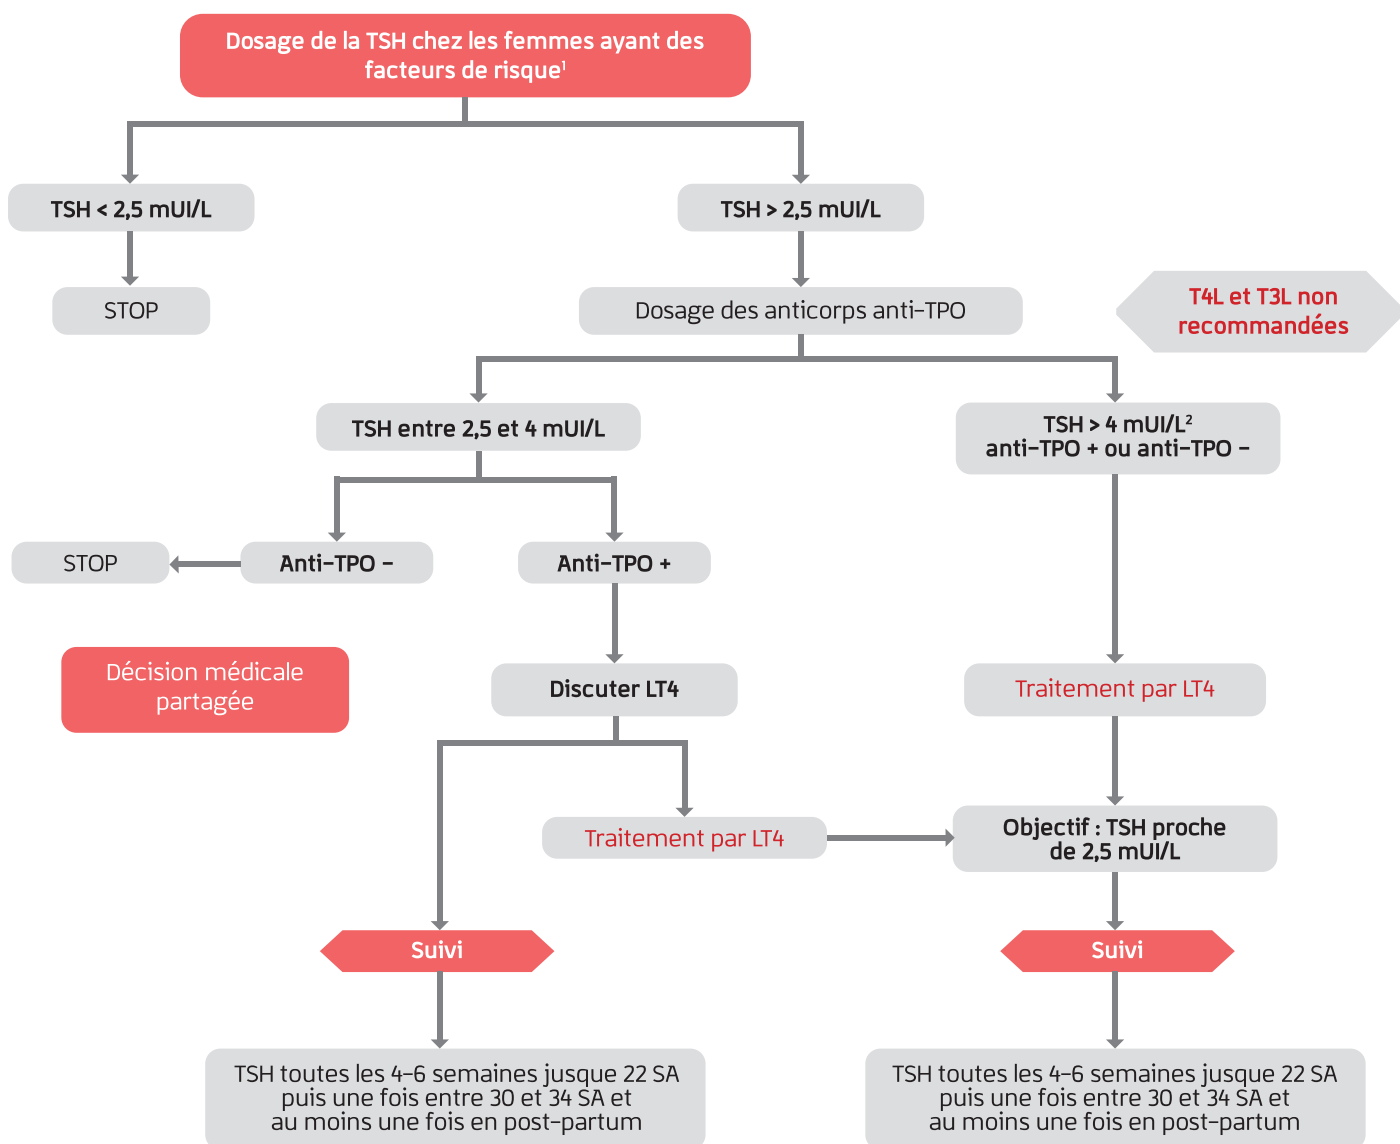 Dosage de la TSH chez les femmes ayant des
facteurs de risque¹
TSH < 2,5 mUI/L
TSH > 2,5 mUI/L
STOP
Dosage des anticorps anti-TPO
T4L et T3L non
recommandées
TSH entre 2,5 et 4 mUI/L
TSH > 4 mUI/L²
anti-TPO + ou anti-TPO -
STOP
Anti-TPO -
Anti-TPO +
Décision médicale
partagée
Discuter LT4
Traitement par LT4
Traitement par LT4
Objectif : TSH proche
de 2,5 mUI/L
Suivi
Suivi
TSH toutes les 4-6 semaines jusque 22 SA
puis une fois entre 30 et 34 SA et
au moins une fois en post-partum
TSH toutes les 4-6 semaines jusque 22 SA
puis une fois entre 30 et 34 SA et
au moins une fois en post-partum